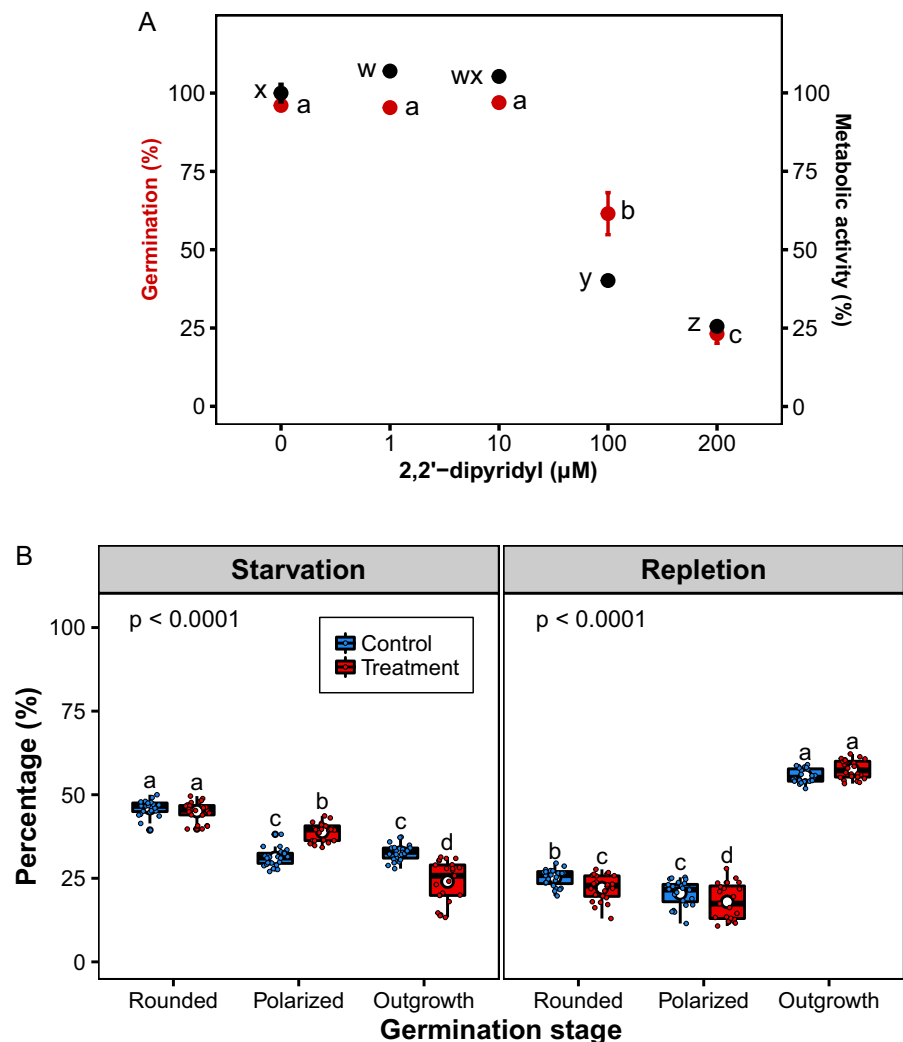 A
100
75
50
25
0
Germination (%)
x
a
w
a
wx
a
b
y
z
c
100
75
50
25
0
Metabolic activity (%)
0
1
10
100
200
2,2'−dipyridyl (µM)
B
Starvation
Repletion
p < 0.0001
p < 0.0001
Control
Treatment
100
75
50
25
0
Percentage (%)
a
a
c
b
c
d
b
c
c
d
a
a
Rounded
Polarized
Outgrowth
Rounded
Polarized
Outgrowth
Germination stage